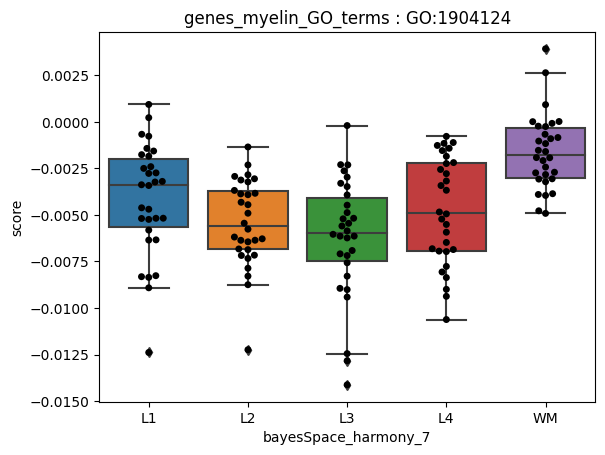 genes_myelin_GO_terms : GO:1904124
0.0025
0.0000
−0.0025
−0.0050
−0.0075
−0.0100
−0.0125
−0.0150
score
L1 L2 L3 L4 WM
bayesSpace_harmony_7